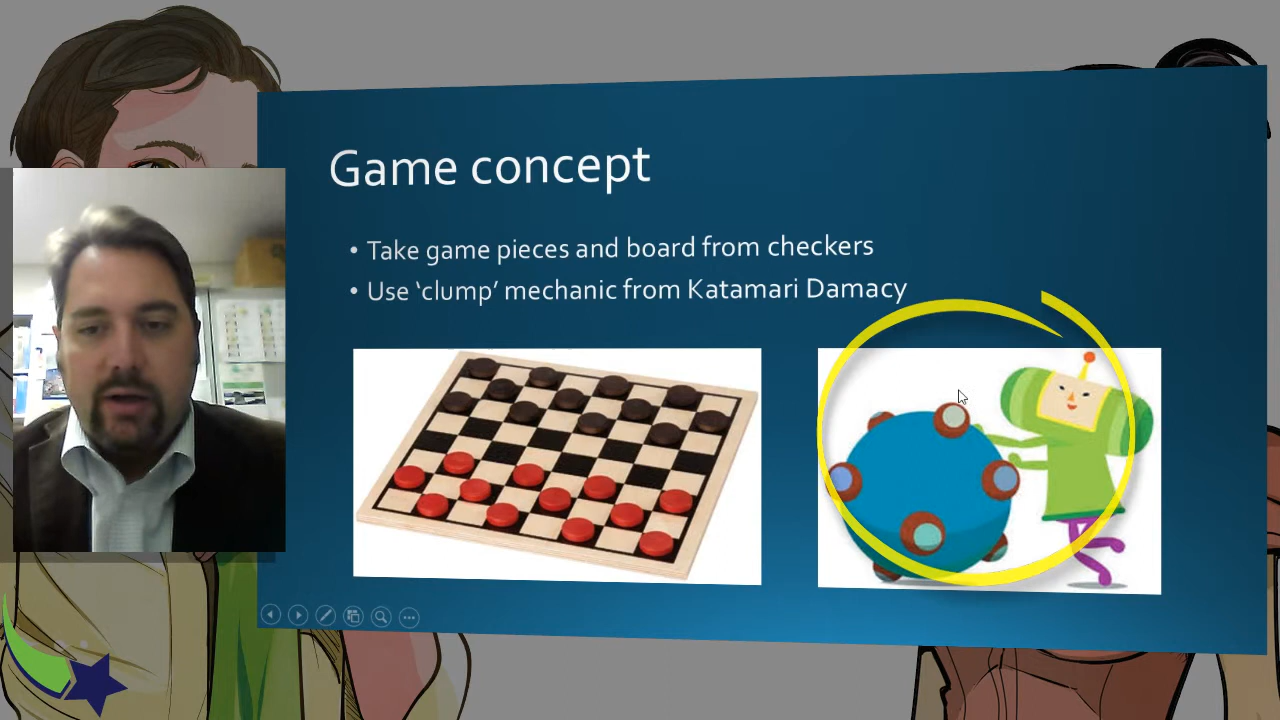 Game concept
• Take game pieces and board from checkers
• Use ‘clump’ mechanic from Katamari Damacy